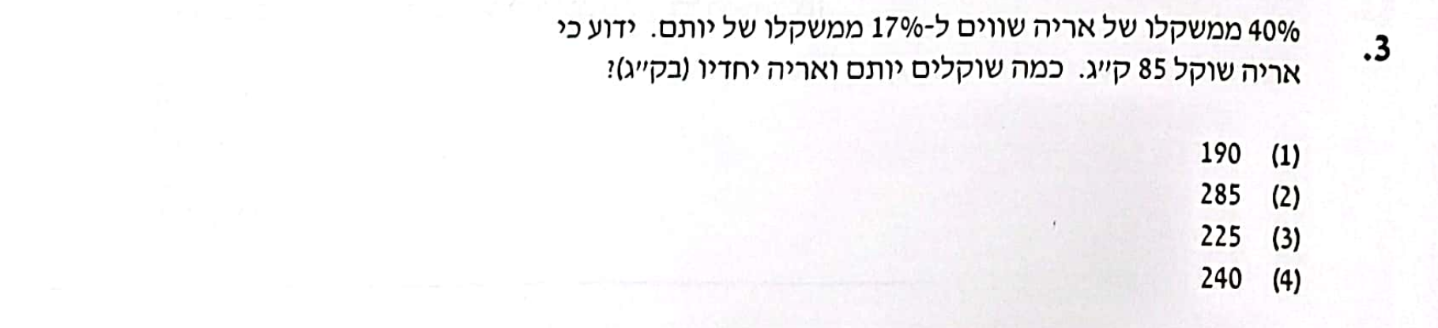 3. 40% ממשקלו של אריה שווים ל-17% ממשקלו של יותם. ידוע כי
אריה שוקל 85 ק״ג. כמה שוקלים יותם ואריה יחדיו (בק״ג)?
(1) 190
(2) 285
(3) 225
(4) 240